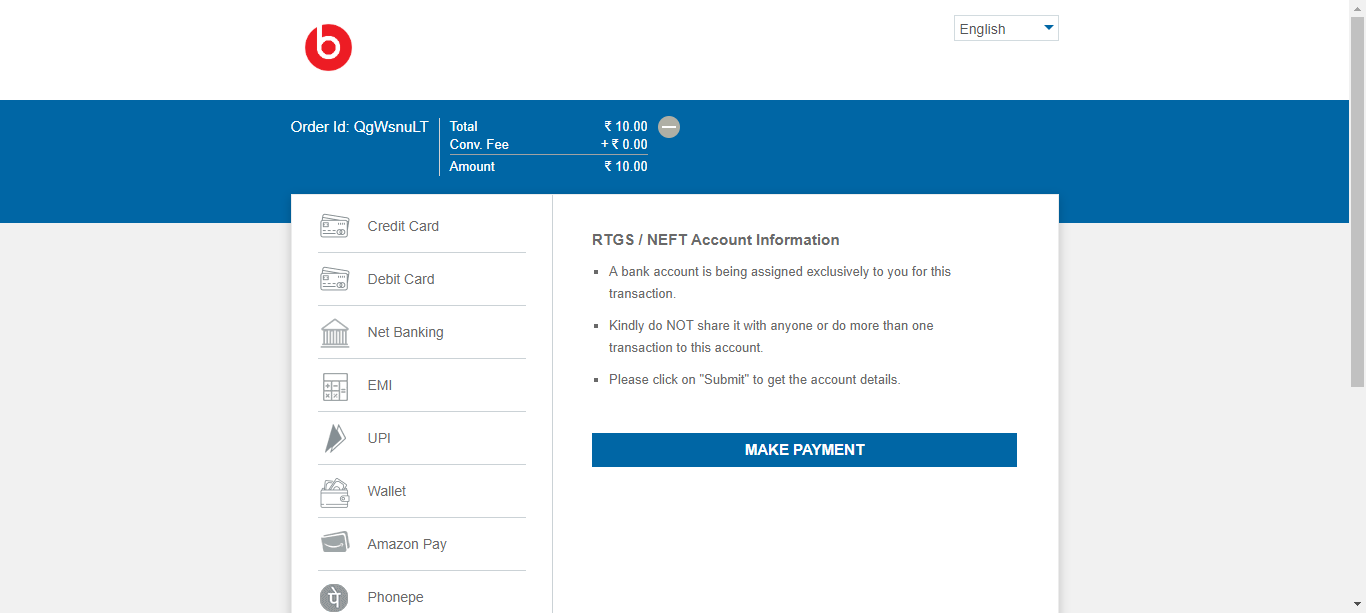 b
English
Order Id: QgWsnuLT
Total ₹ 10.00
Conv. Fee + ₹ 0.00
Amount ₹ 10.00
Credit Card
Debit Card
Net Banking
EMI
UPI
Wallet
Amazon Pay
पे Phonepe
RTGS / NEFT Account Information
A bank account is being assigned exclusively to you for this
transaction.
Kindly do NOT share it with anyone or do more than one
transaction to this account.
Please click on "Submit" to get the account details.
MAKE PAYMENT